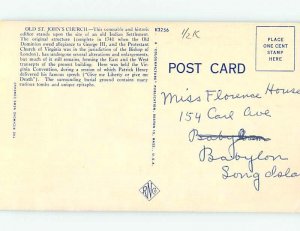 OLD ST. JOHN'S CHURCH—This venerable and historic
edifice stands upon the site of an old Indian Settlement.
The original structure (complete in 1741 when the Old
Dominion owed allegiance to George III, and the Protestant
Church of Virginia was in the jurisdiction of the Bishop of
London) has undergone several alterations and enlargements
but much of it still remains, forming the East and the West
transepts of the present building. Here was held the Virginia
Convention, during a session of which Patrick Henry
delivered his famous speech ("Give me Liberty or give me
Death"). The surrounding burial ground contains many
curious tombs and unique epitaphs.
K3256
½K
PLACE
ONE CENT
STAMP
HERE
POST CARD
Miss Florence House
154 Carl Ave
Babylon
Babylon
Long Isla